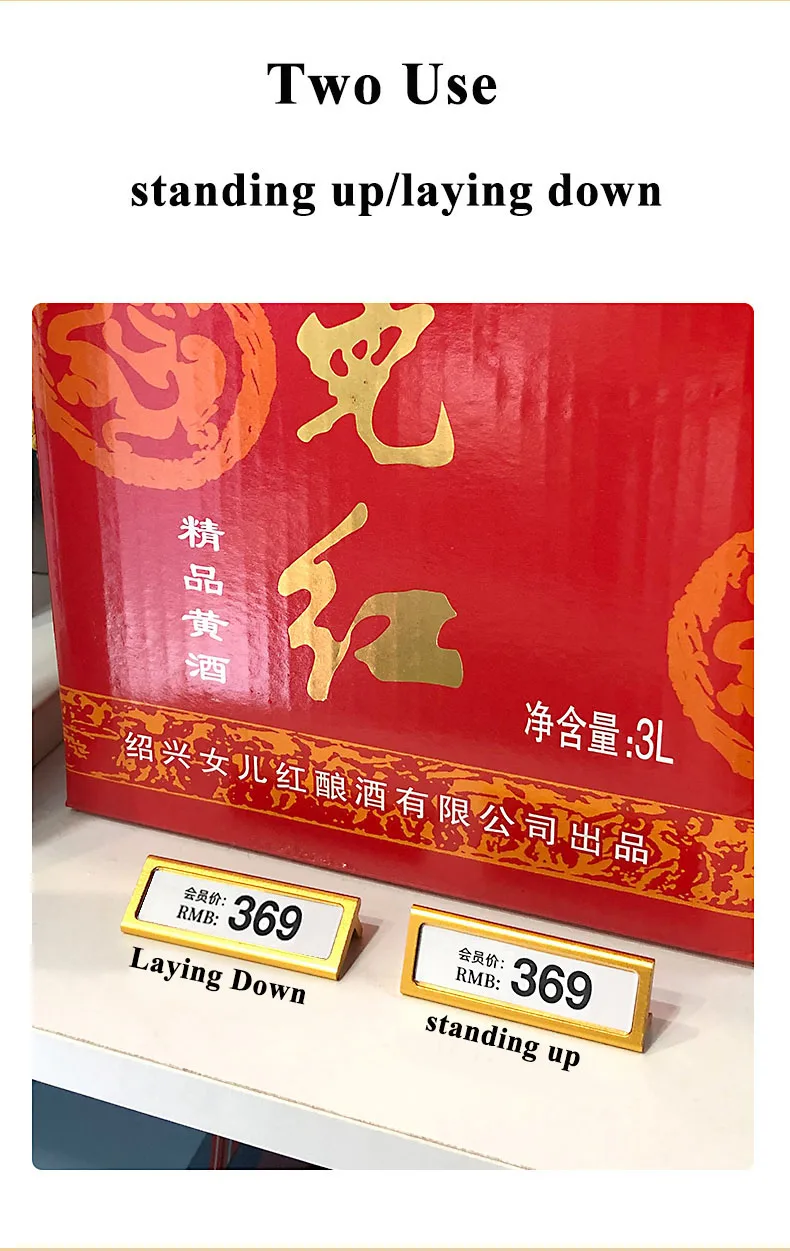 Two Use
standing up/laying down
儿
红
精品黄酒
净含量:3L
绍兴女儿红酿酒有限公司出品
会员价:
RMB: 369
Laying Down
会员价:
RMB: 369
standing up